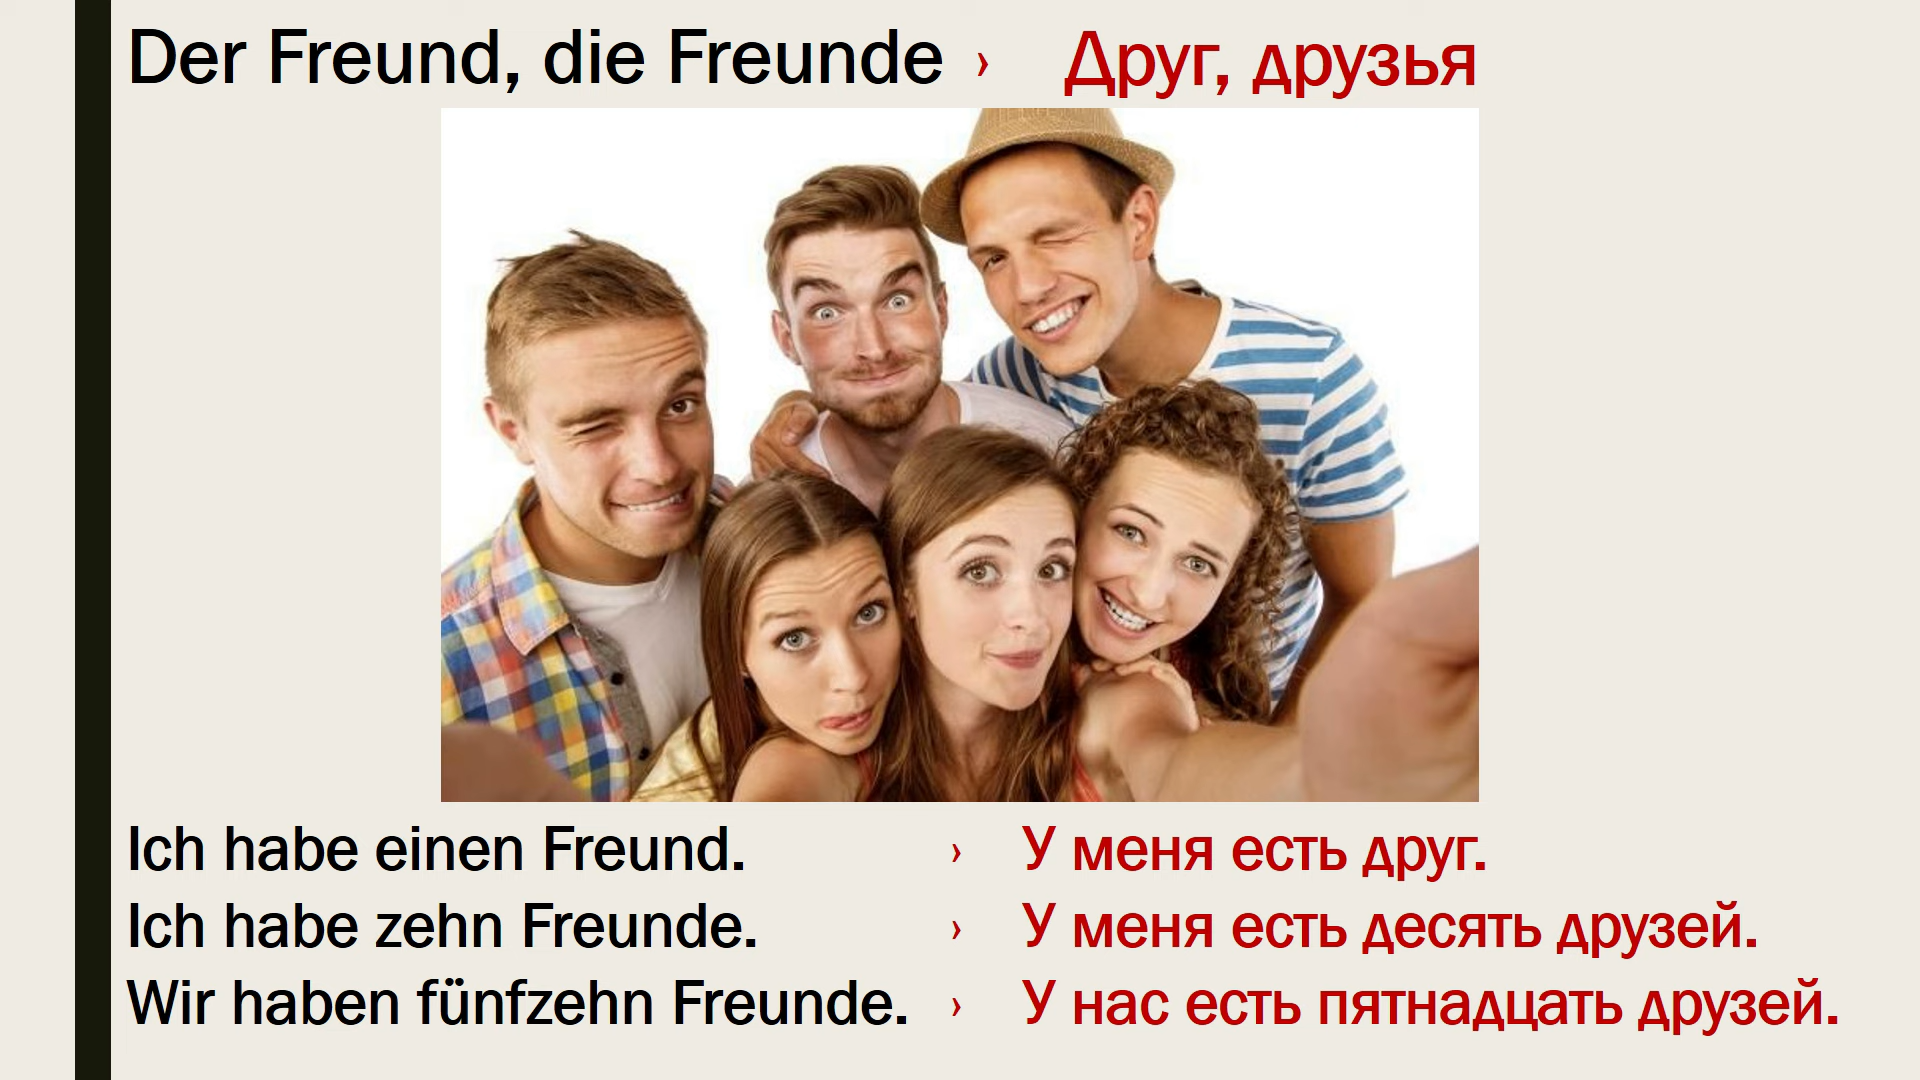 Der Freund, die Freunde › Друг, друзья
Ich habe einen Freund. › У меня есть друг.
Ich habe zehn Freunde. › У меня есть десять друзей.
Wir haben fünfzehn Freunde. › У нас есть пятнадцать друзей.